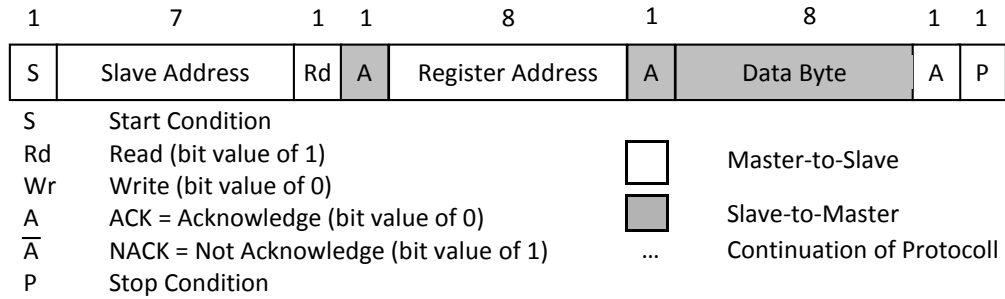 1 7 1 1 8 1 8 1 1
S Slave Address Rd A Register Address A Data Byte A P
S Start Condition
Rd Read (bit value of 1)
Wr Write (bit value of 0)
A ACK = Acknowledge (bit value of 0)
A̅ NACK = Not Acknowledge (bit value of 1)
P Stop Condition
Master-to-Slave
Slave-to-Master
... Continuation of Protocoll